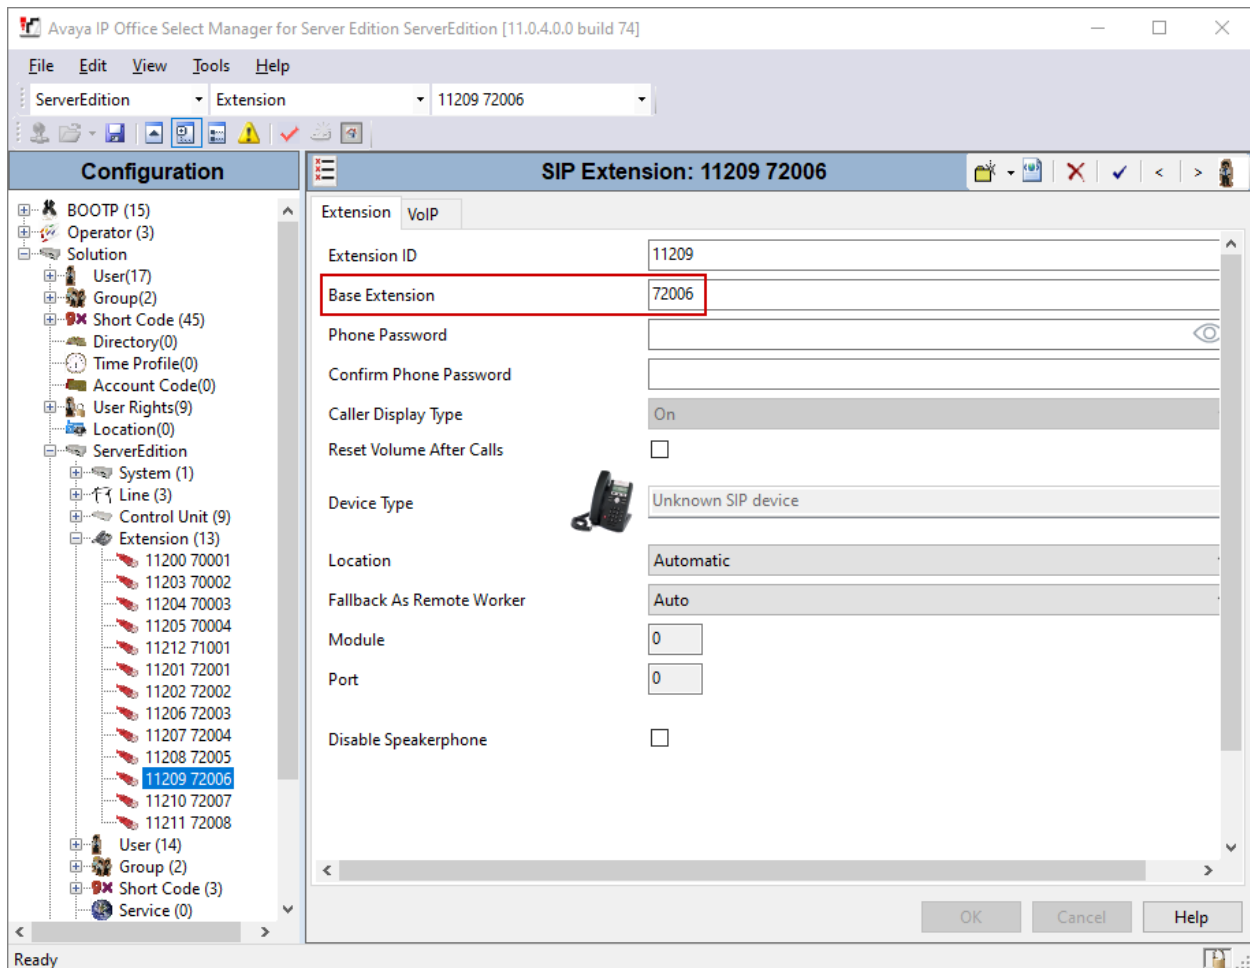 Avaya IP Office Select Manager for Server Edition ServerEdition [11.0.4.0.0 build 74]
File Edit View Tools Help
ServerEdition Extension 11209 72006
Configuration
BOOTP (15)
Operator (3)
Solution
User(17)
Group(2)
Short Code (45)
Directory(0)
Time Profile(0)
Account Code(0)
User Rights(9)
Location(0)
ServerEdition
System (1)
Line (3)
Control Unit (9)
Extension (13)
11200 70001
11203 70002
11204 70003
11205 70004
11212 71001
11201 72001
11202 72002
11206 72003
11207 72004
11208 72005
11209 72006
11210 72007
11211 72008
User (14)
Group (2)
Short Code (3)
Service (0)
SIP Extension: 11209 72006
Extension VoIP
Extension ID 11209
Base Extension 72006
Phone Password
Confirm Phone Password
Caller Display Type On
Reset Volume After Calls
Device Type Unknown SIP device
Location Automatic
Fallback As Remote Worker Auto
Module 0
Port 0
Disable Speakerphone
OK Cancel Help
Ready